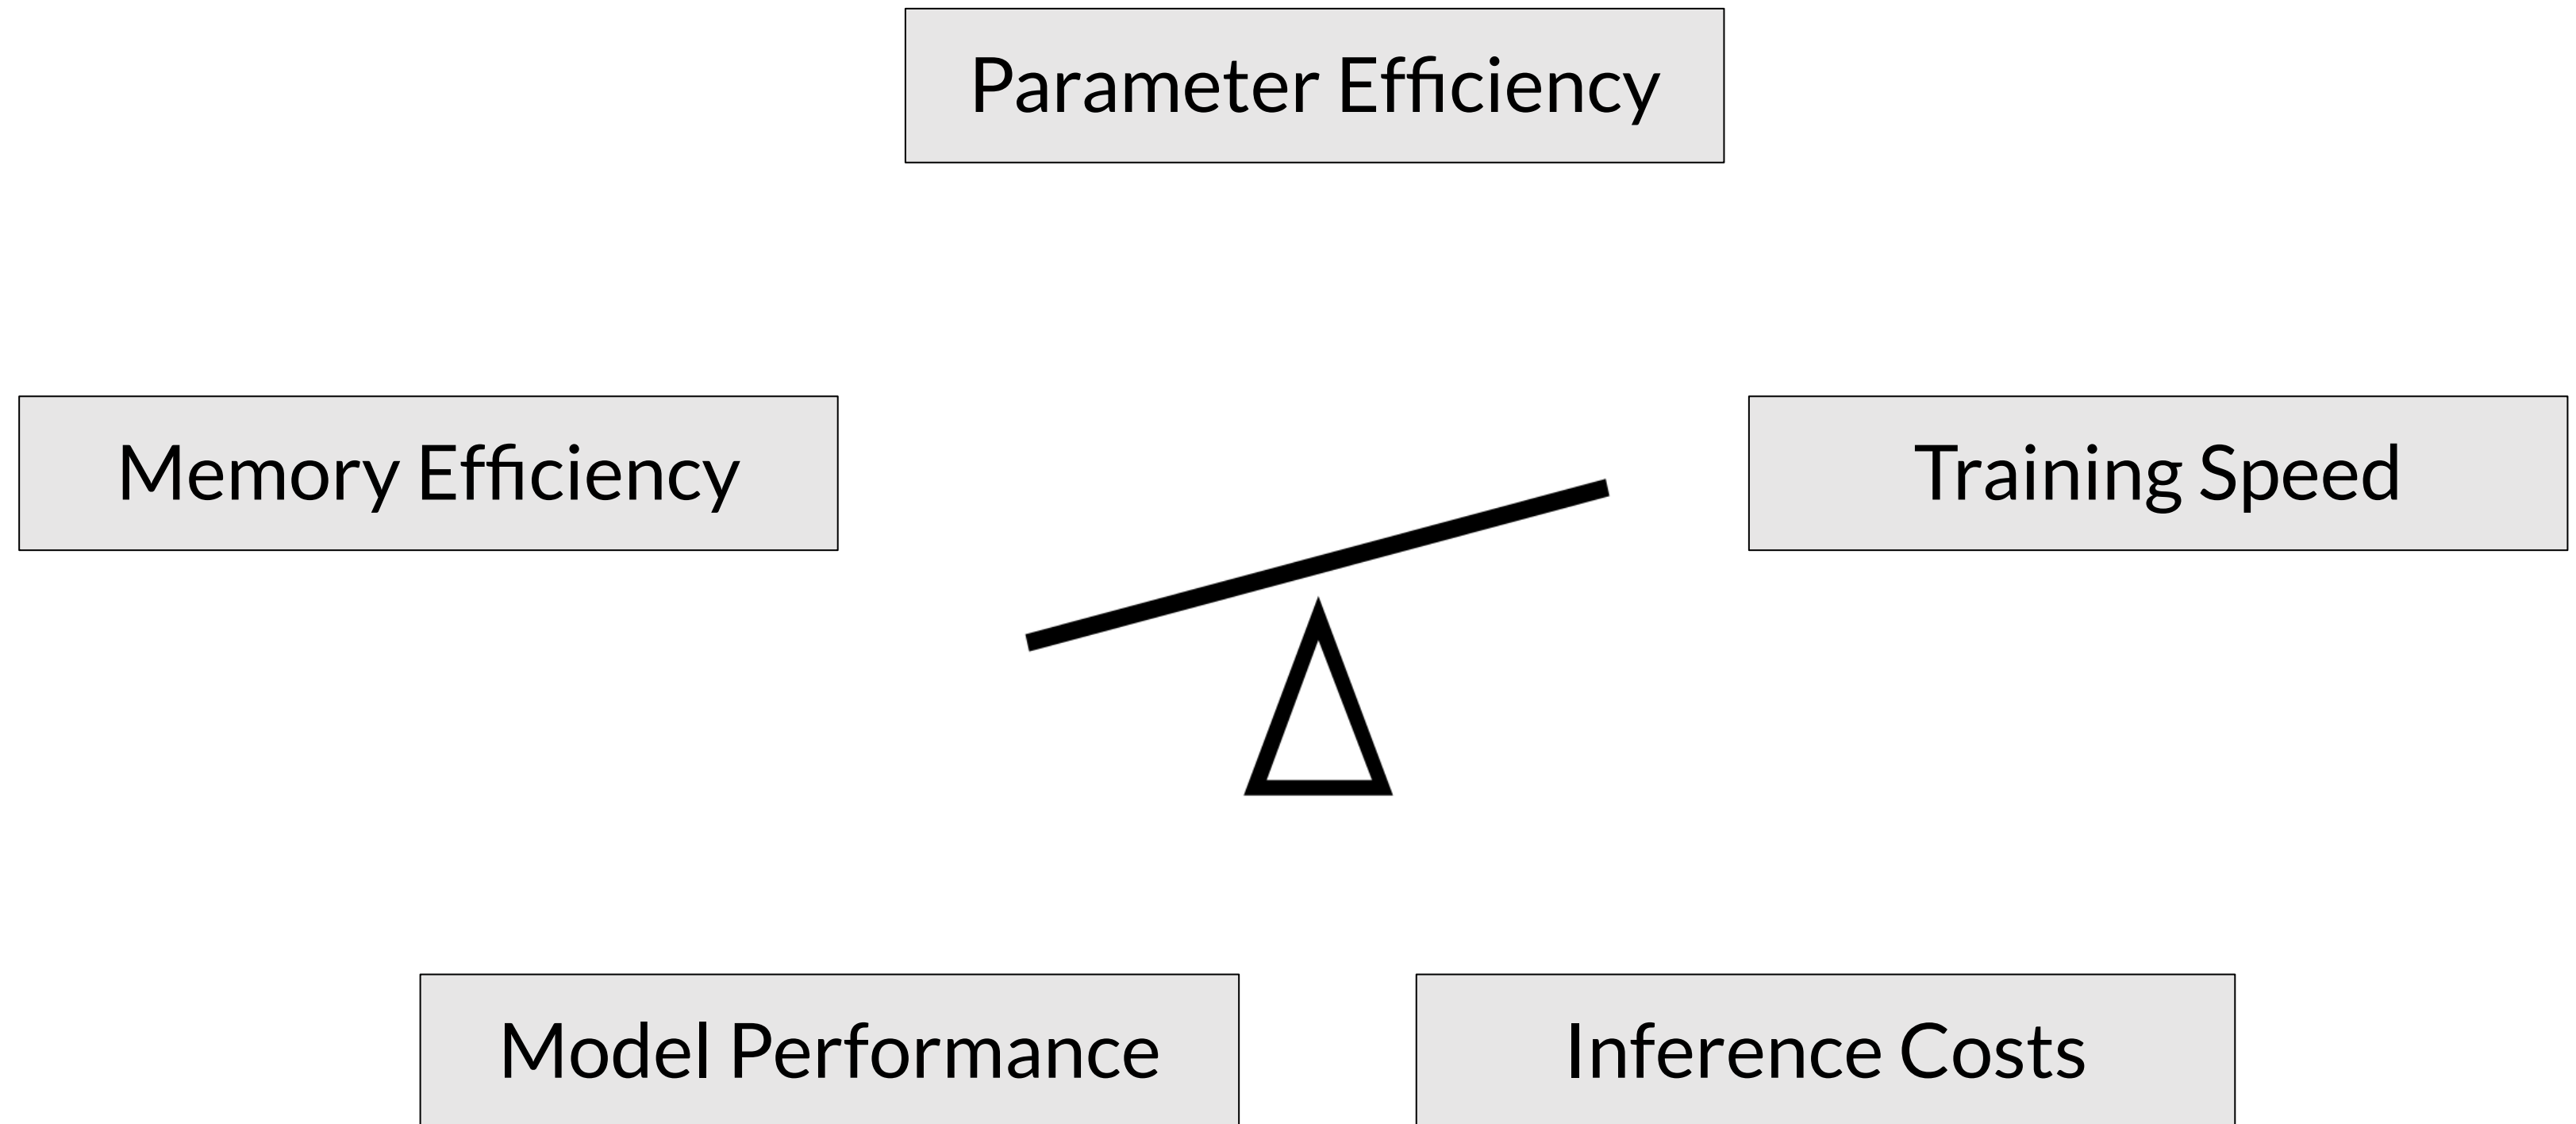 Parameter Efficiency
Memory Efficiency
Training Speed
Model Performance
Inference Costs